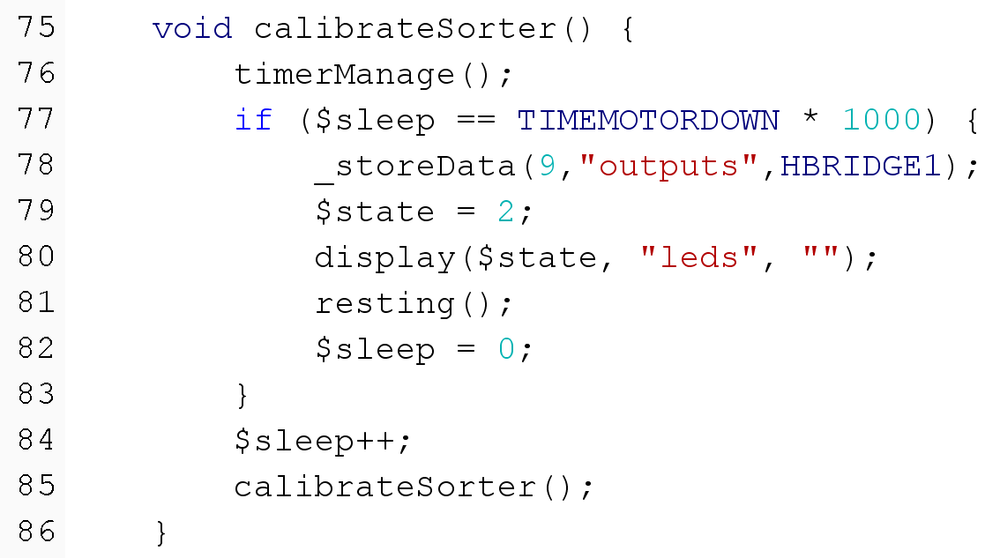 75     void calibrateSorter() {
76         timerManage();
77         if ($sleep == TIMEMOTORDOWN * 1000) {
78             _storeData(9,"outputs",HBRIDGE1);
79             $state = 2;
80             display($state, "leds", "");
81             resting();
82             $sleep = 0;
83         }
84         $sleep++;
85         calibrateSorter();
86     }